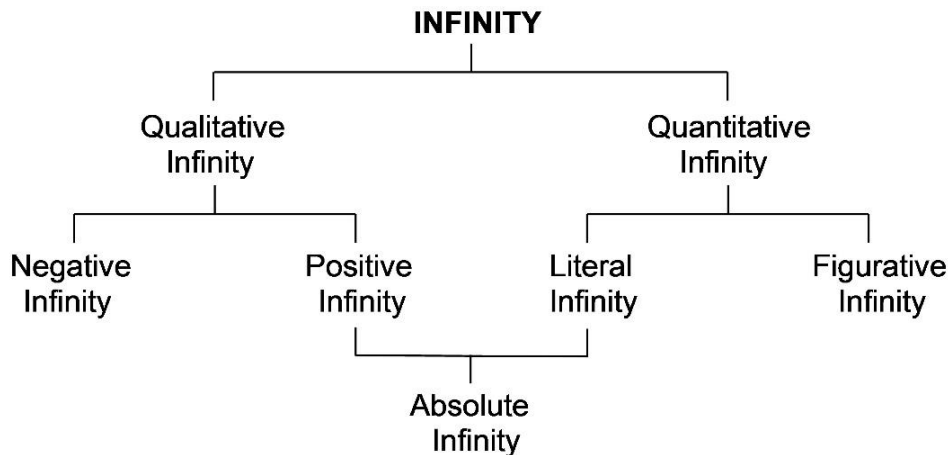 INFINITY
Qualitative
Infinity
Quantitative
Infinity
Negative
Infinity
Positive
Infinity
Literal
Infinity
Figurative
Infinity
Absolute
Infinity